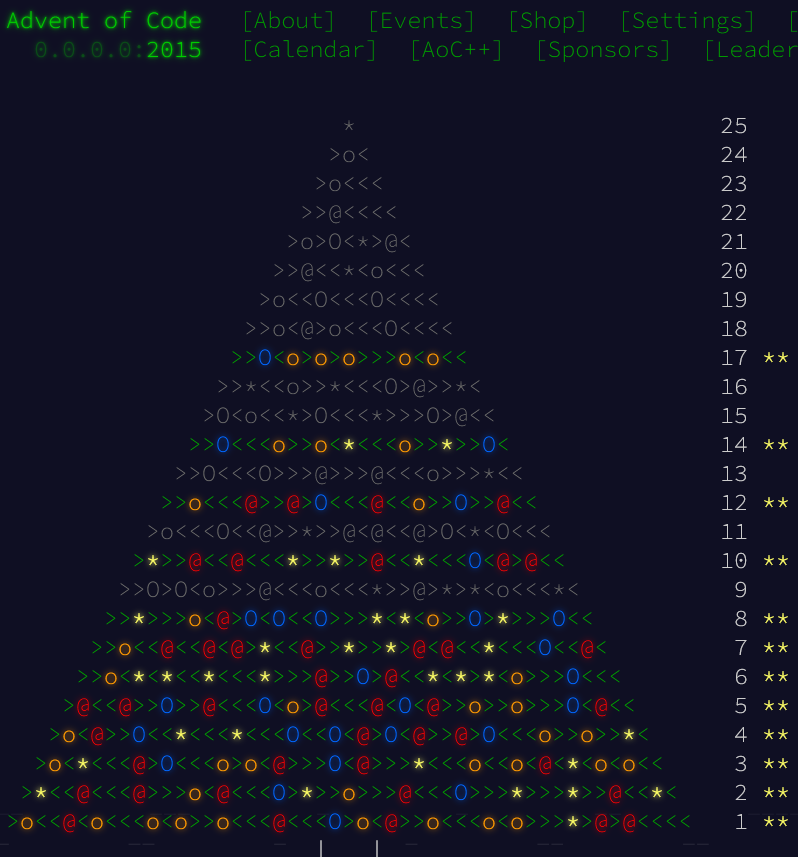 Advent of Code [About] [Events] [Shop] [Settings] [
0.0.0.0:2015 [Calendar] [AoC++] [Sponsors] [Leader
* 25
>o< 24
>o<<< 23
>>@<<<< 22
>o>O<*>@< 21
>>@<<*<o<<< 20
>o<<O<<<O<<<< 19
>>o<@>o<<<O<<<< 18
>>O<o>o>o>>>o<o<< 17 **
>>*<<o>>*<<<O>@>>*< 16
>O<o<<*>O<<<*>>>O>@<< 15
>>O<<<o>>o<*<<<o>>*>>O< 14 **
>>O<<<O>>>@>>>@<<<o>>>*<< 13
>>o<<<@>>@>O<<<@<<o>>O>>@<< 12 **
>o<<<O<<@>>*>>@<@<<@>O<*<O<<< 11
>*>>@<<@<<<*>>*>>@<<*<<<O<@>@<< 10 **
>>O>O<o>>>@<<<o<<<*>>@>*>*<o<<<*< 9
>>*>>>o<@>O<O<<O>>>*<*<o>>O>*>>>O<< 8 **
>>o<<@<<@<@>*<<@>>*>>*>@<@<<*<<<O<<@< 7 **
>>o<*<*<<*<<<*>>>@>>O>@<<*<*<*>o>>>O<<< 6 **
>@<<@>>O>>@<<<O<o>@<<<@<O<@>>o>>o>>>O<@<< 5 **
>o<@>>O<<*<<<*<<<O<<O<@>O<@>>@>O<<<o>>o>>*< 4 **
>o<*<<@<O<<<o<o>@>>>O<@>>>*<<<o<<o<<@>*>o>o<< 3 **
>*<<@<<<@>>>o<@<<<O>*>>o>>>@<<<O>>>*>>>*>>@<<*< 2 **
>o<<@<o<<<o<o>>o<<<@<<<O>o<@>>o<<<o<o>>>*>@>@<<<< 1 **